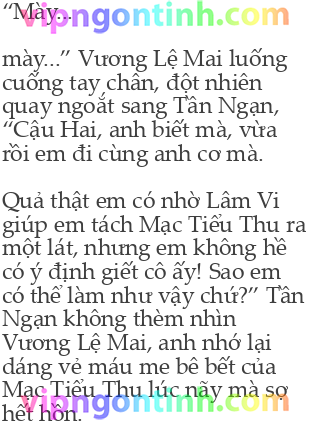 “Mày...
vipngontinh.com
mày...” Vương Lệ Mai luống
cuống tay chân, đột nhiên
quay ngoắt sang Tần Ngạn,
“Cậu Hai, anh biết mà, vừa
rồi em đi cùng anh cơ mà.
Quả thật em có nhờ Lâm Vi
giúp em tách Mạc Tiểu Thu ra
một lát, nhưng em không hề
có ý định giết cô ấy! Sao em
có thể làm như vậy chứ?” Tần
Ngạn không thèm nhìn
Vương Lệ Mai, anh nhớ lại
dáng vẻ máu me bê bết của
Mạc Tiểu Thu lúc nãy mà sợ
vipngontinh.com
hết hồn.